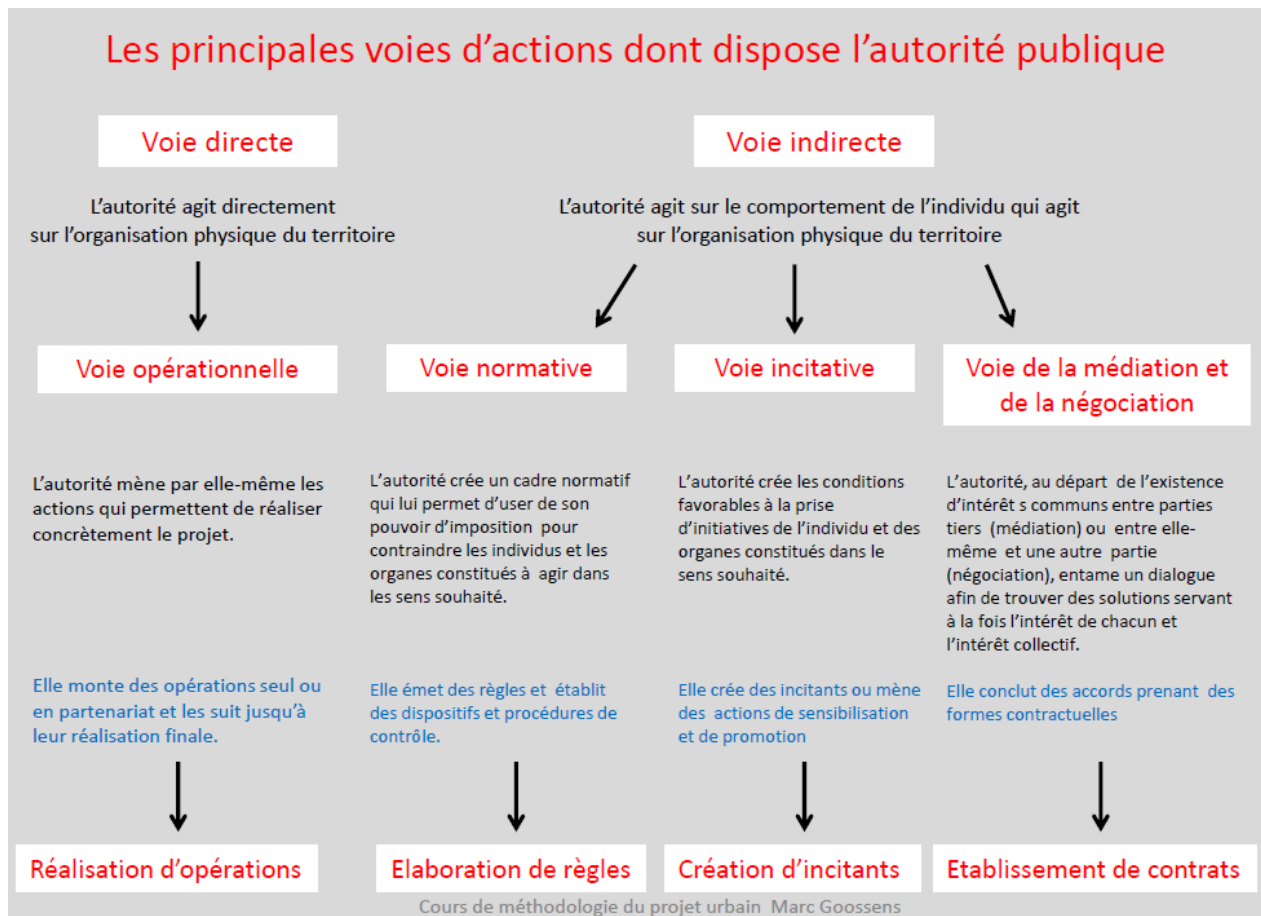 Les principales voies d'actions dont dispose l'autorité publique
Voie directe
L'autorité agit directement
sur l'organisation physique du territoire
Voie indirecte
L'autorité agit sur le comportement de l'individu qui agit
sur l'organisation physique du territoire
Voie opérationnelle
L'autorité mène par elle-même les
actions qui permettent de réaliser
concrètement le projet.
Elle monte des opérations seul ou
en partenariat et les suit jusqu'à
leur réalisation finale.
Réalisation d'opérations
Voie normative
L'autorité crée un cadre normatif
qui lui permet d'user de son
pouvoir d'imposition pour
contraindre les individus et les
organes constitués à agir dans
les sens souhaité.
Elle émet des règles et établit
des dispositifs et procédures de
contrôle.
Elaboration de règles
Voie incitative
L'autorité crée les conditions
favorables à la prise
d'initiatives de l'individu et des
organes constitués dans le
sens souhaité.
Elle crée des incitants ou mène
des actions de sensibilisation
et de promotion
Création d'incitants
Voie de la médiation et
de la négociation
L'autorité, au départ de l'existence
d'intérêt s communs entre parties
tiers (médiation) ou entre elle-
même et une autre partie
(négociation), entame un dialogue
afin de trouver des solutions servant
à la fois l'intérêt de chacun et
l'intérêt collectif.
Elle conclut des accords prenant des
formes contractuelles
Etablissement de contrats
Cours de méthodologie du projet urbain Marc Goossens